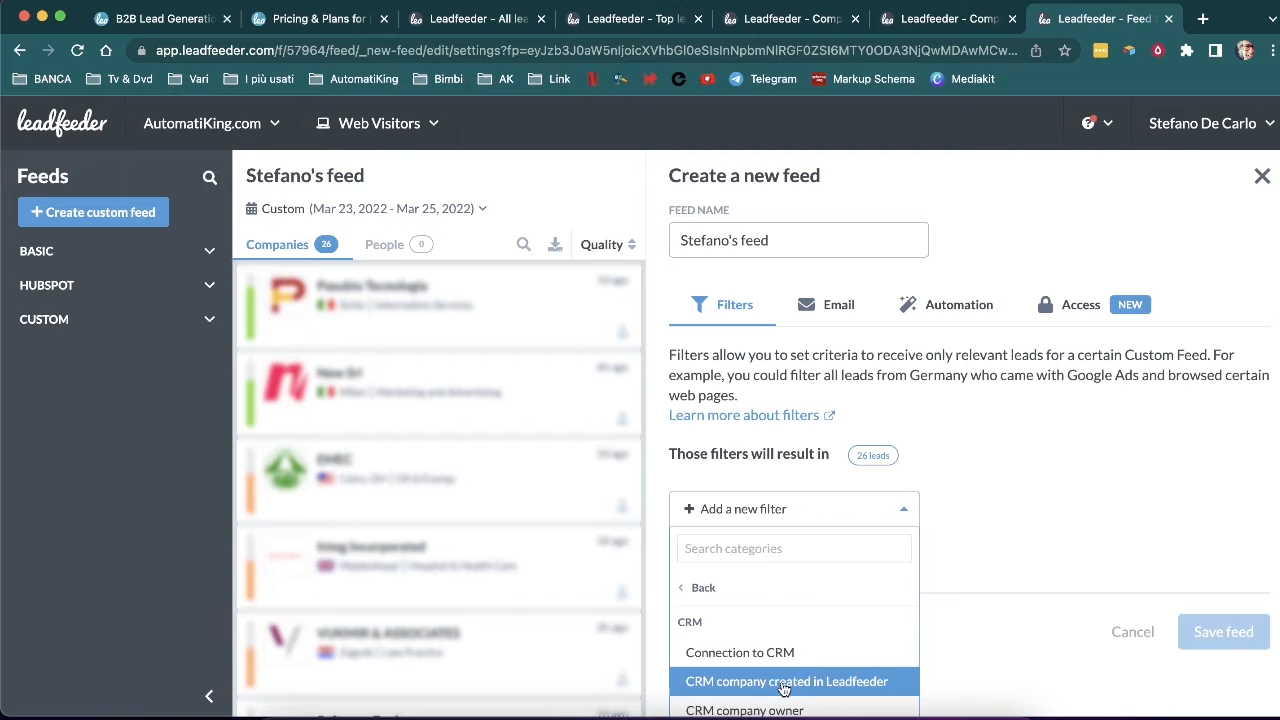 B2B Lead Generation
Pricing & Plans for L
Leadfeeder - All lea
Leadfeeder - Top le
Leadfeeder - Comp
Leadfeeder - Comp
Leadfeeder - Feed
app.leadfeeder.com/f/57964/feed/_new-feed/edit/settings?fp=
BANCA
Tv & Dvd
Vari
I più usati
AutomatiKing
Bimbi
AK
Link
Telegram
Markup Schema
Mediakit
leadfeeder
AutomatiKing.com
Web Visitors
Stefano De Carlo
Feeds
+ Create custom feed
BASIC
HUBSPOT
CUSTOM
Stefano's feed
Custom (Mar 23, 2022 - Mar 25, 2022)
Companies 26
People 0
Quality
Create a new feed
FEED NAME
Stefano's feed
Filters
Email
Automation
Access NEW
Filters allow you to set criteria to receive only relevant leads for a certain Custom Feed. For
example, you could filter all leads from Germany who came with Google Ads and browsed certain
web pages.
Learn more about filters
Those filters will result in 26 leads
+ Add a new filter
Search categories
< Back
CRM
Connection to CRM
CRM company created in Leadfeeder
CRM company owner
Cancel
Save feed